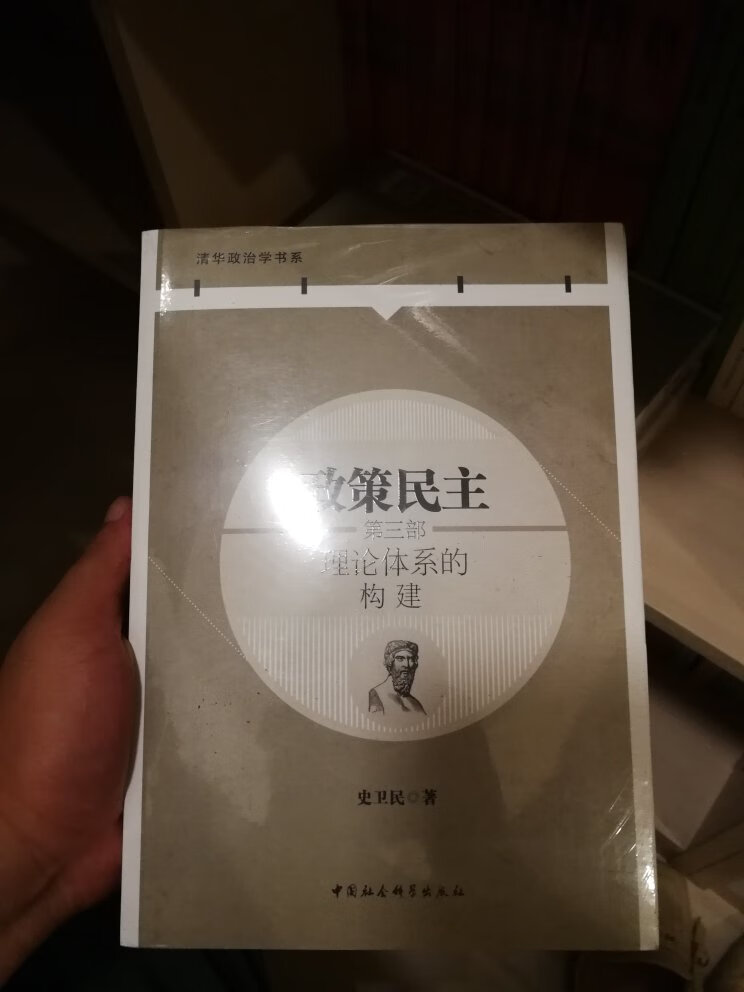 清华政治学书系
政策民主
第三部
理论体系的
构建
史卫民◎著
中国社会科学出版社